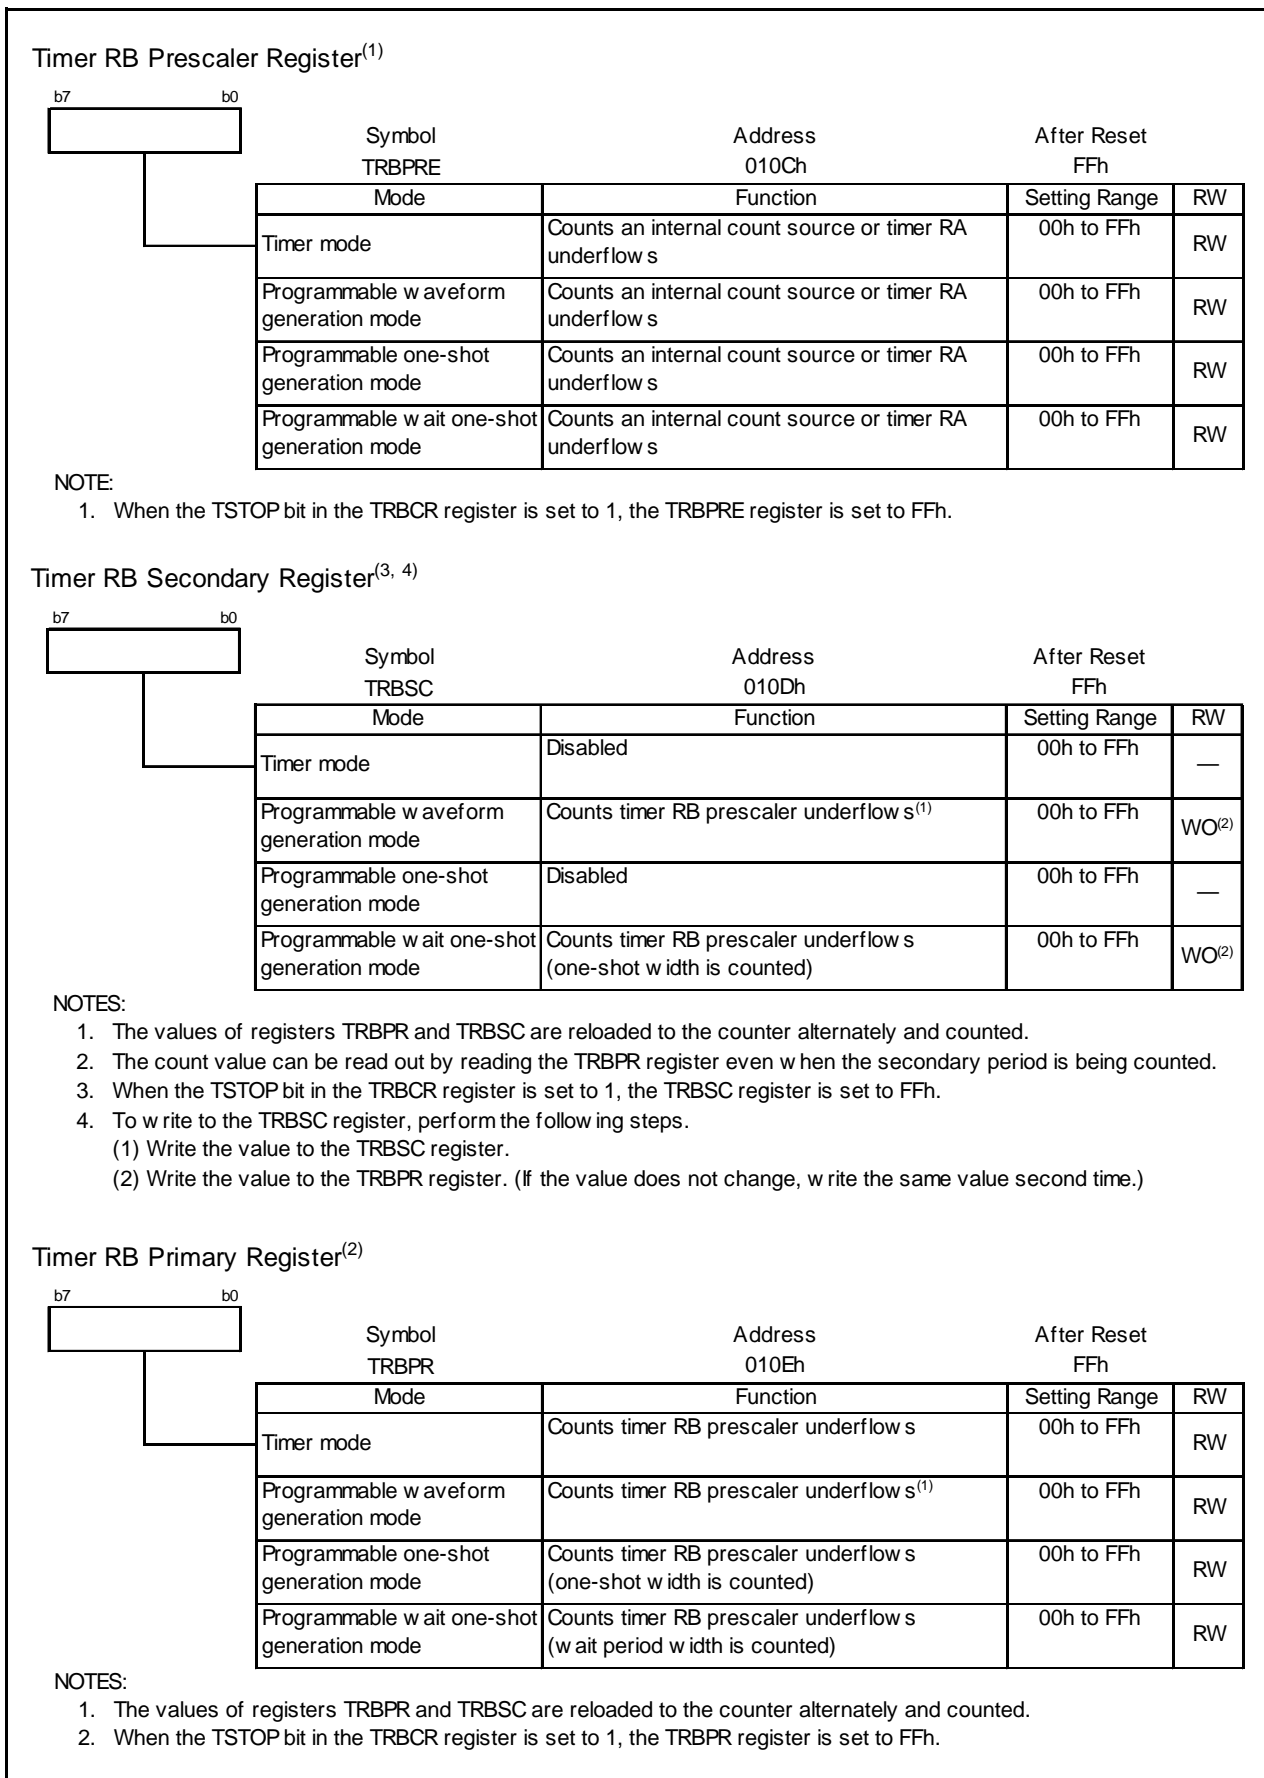 Timer RB Prescaler Register(1)
b7 b0
Symbol Address After Reset
TRBPRE 010Ch FFh
Mode Function Setting Range RW
Timer mode Counts an internal count source or timer RA underflows 00h to FFh RW
Programmable waveform generation mode Counts an internal count source or timer RA underflows 00h to FFh RW
Programmable one-shot generation mode Counts an internal count source or timer RA underflows 00h to FFh RW
Programmable wait one-shot generation mode Counts an internal count source or timer RA underflows 00h to FFh RW
NOTE:
1. When the TSTOP bit in the TRBCR register is set to 1, the TRBPRE register is set to FFh.
Timer RB Secondary Register(3, 4)
b7 b0
Symbol Address After Reset
TRBSC 010Dh FFh
Mode Function Setting Range RW
Timer mode Disabled 00h to FFh —
Programmable waveform generation mode Counts timer RB prescaler underflows(1) 00h to FFh WO(2)
Programmable one-shot generation mode Disabled 00h to FFh —
Programmable wait one-shot generation mode Counts timer RB prescaler underflows (one-shot width is counted) 00h to FFh WO(2)
NOTES:
1. The values of registers TRBPR and TRBSC are reloaded to the counter alternately and counted.
2. The count value can be read out by reading the TRBPR register even when the secondary period is being counted.
3. When the TSTOP bit in the TRBCR register is set to 1, the TRBSC register is set to FFh.
4. To write to the TRBSC register, perform the following steps.
(1) Write the value to the TRBSC register.
(2) Write the value to the TRBPR register. (If the value does not change, write the same value second time.)
Timer RB Primary Register(2)
b7 b0
Symbol Address After Reset
TRBPR 010Eh FFh
Mode Function Setting Range RW
Timer mode Counts timer RB prescaler underflows 00h to FFh RW
Programmable waveform generation mode Counts timer RB prescaler underflows(1) 00h to FFh RW
Programmable one-shot generation mode Counts timer RB prescaler underflows (one-shot width is counted) 00h to FFh RW
Programmable wait one-shot generation mode Counts timer RB prescaler underflows (wait period width is counted) 00h to FFh RW
NOTES:
1. The values of registers TRBPR and TRBSC are reloaded to the counter alternately and counted.
2. When the TSTOP bit in the TRBCR register is set to 1, the TRBPR register is set to FFh.